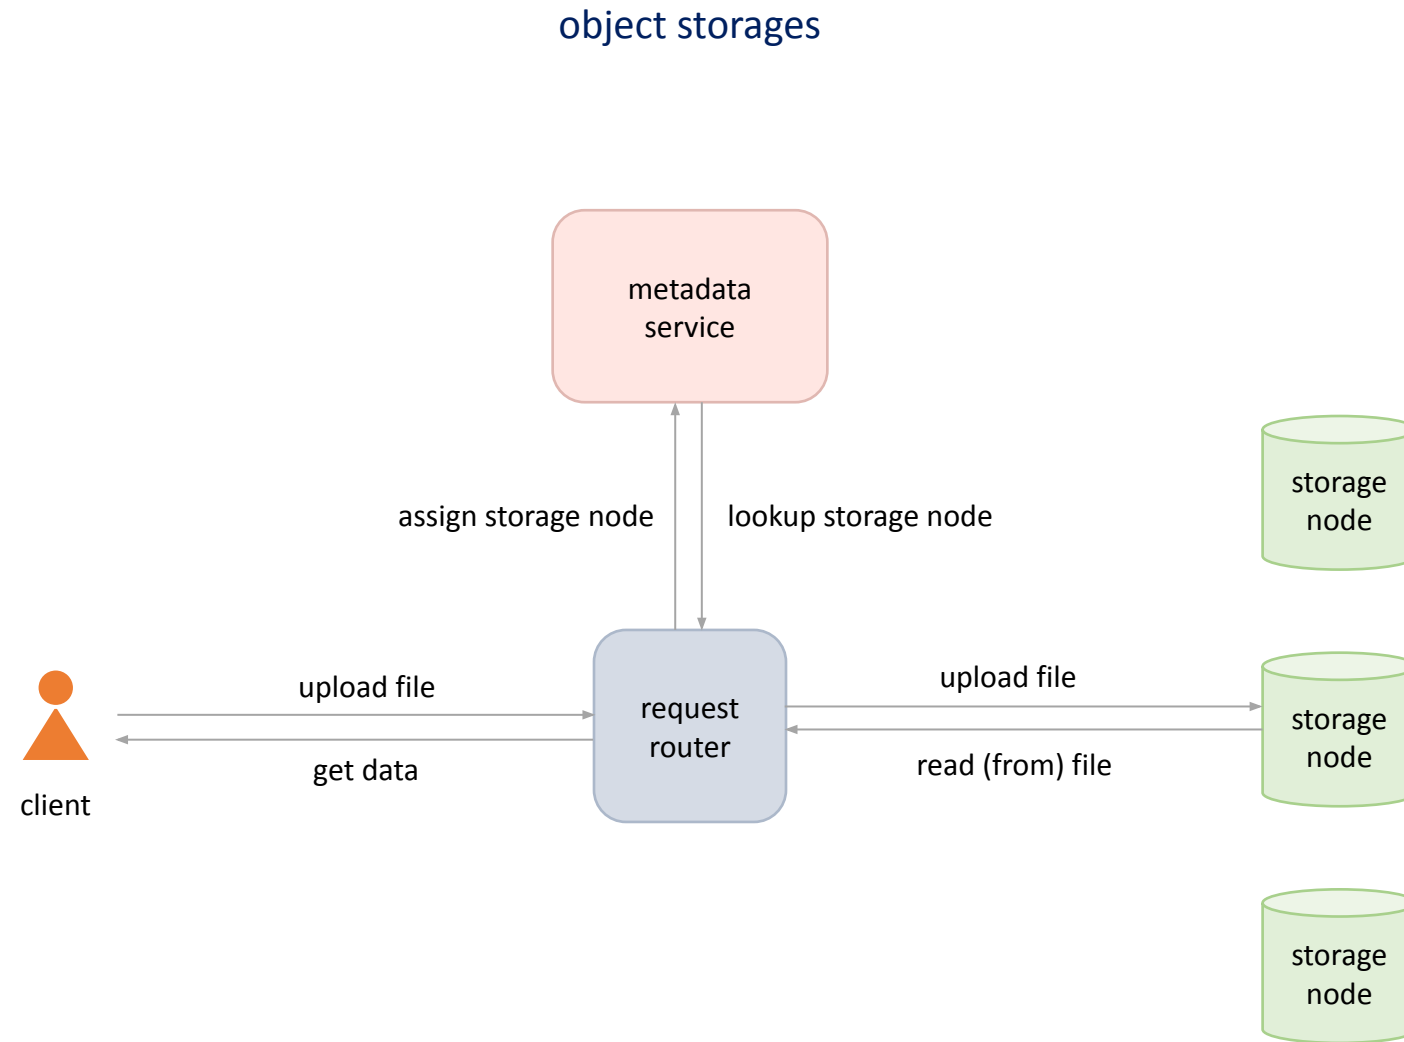 object storages
metadata
service
storage
node
assign storage node
lookup storage node
upload file
upload file
request
router
storage
node
get data
read (from) file
client
storage
node